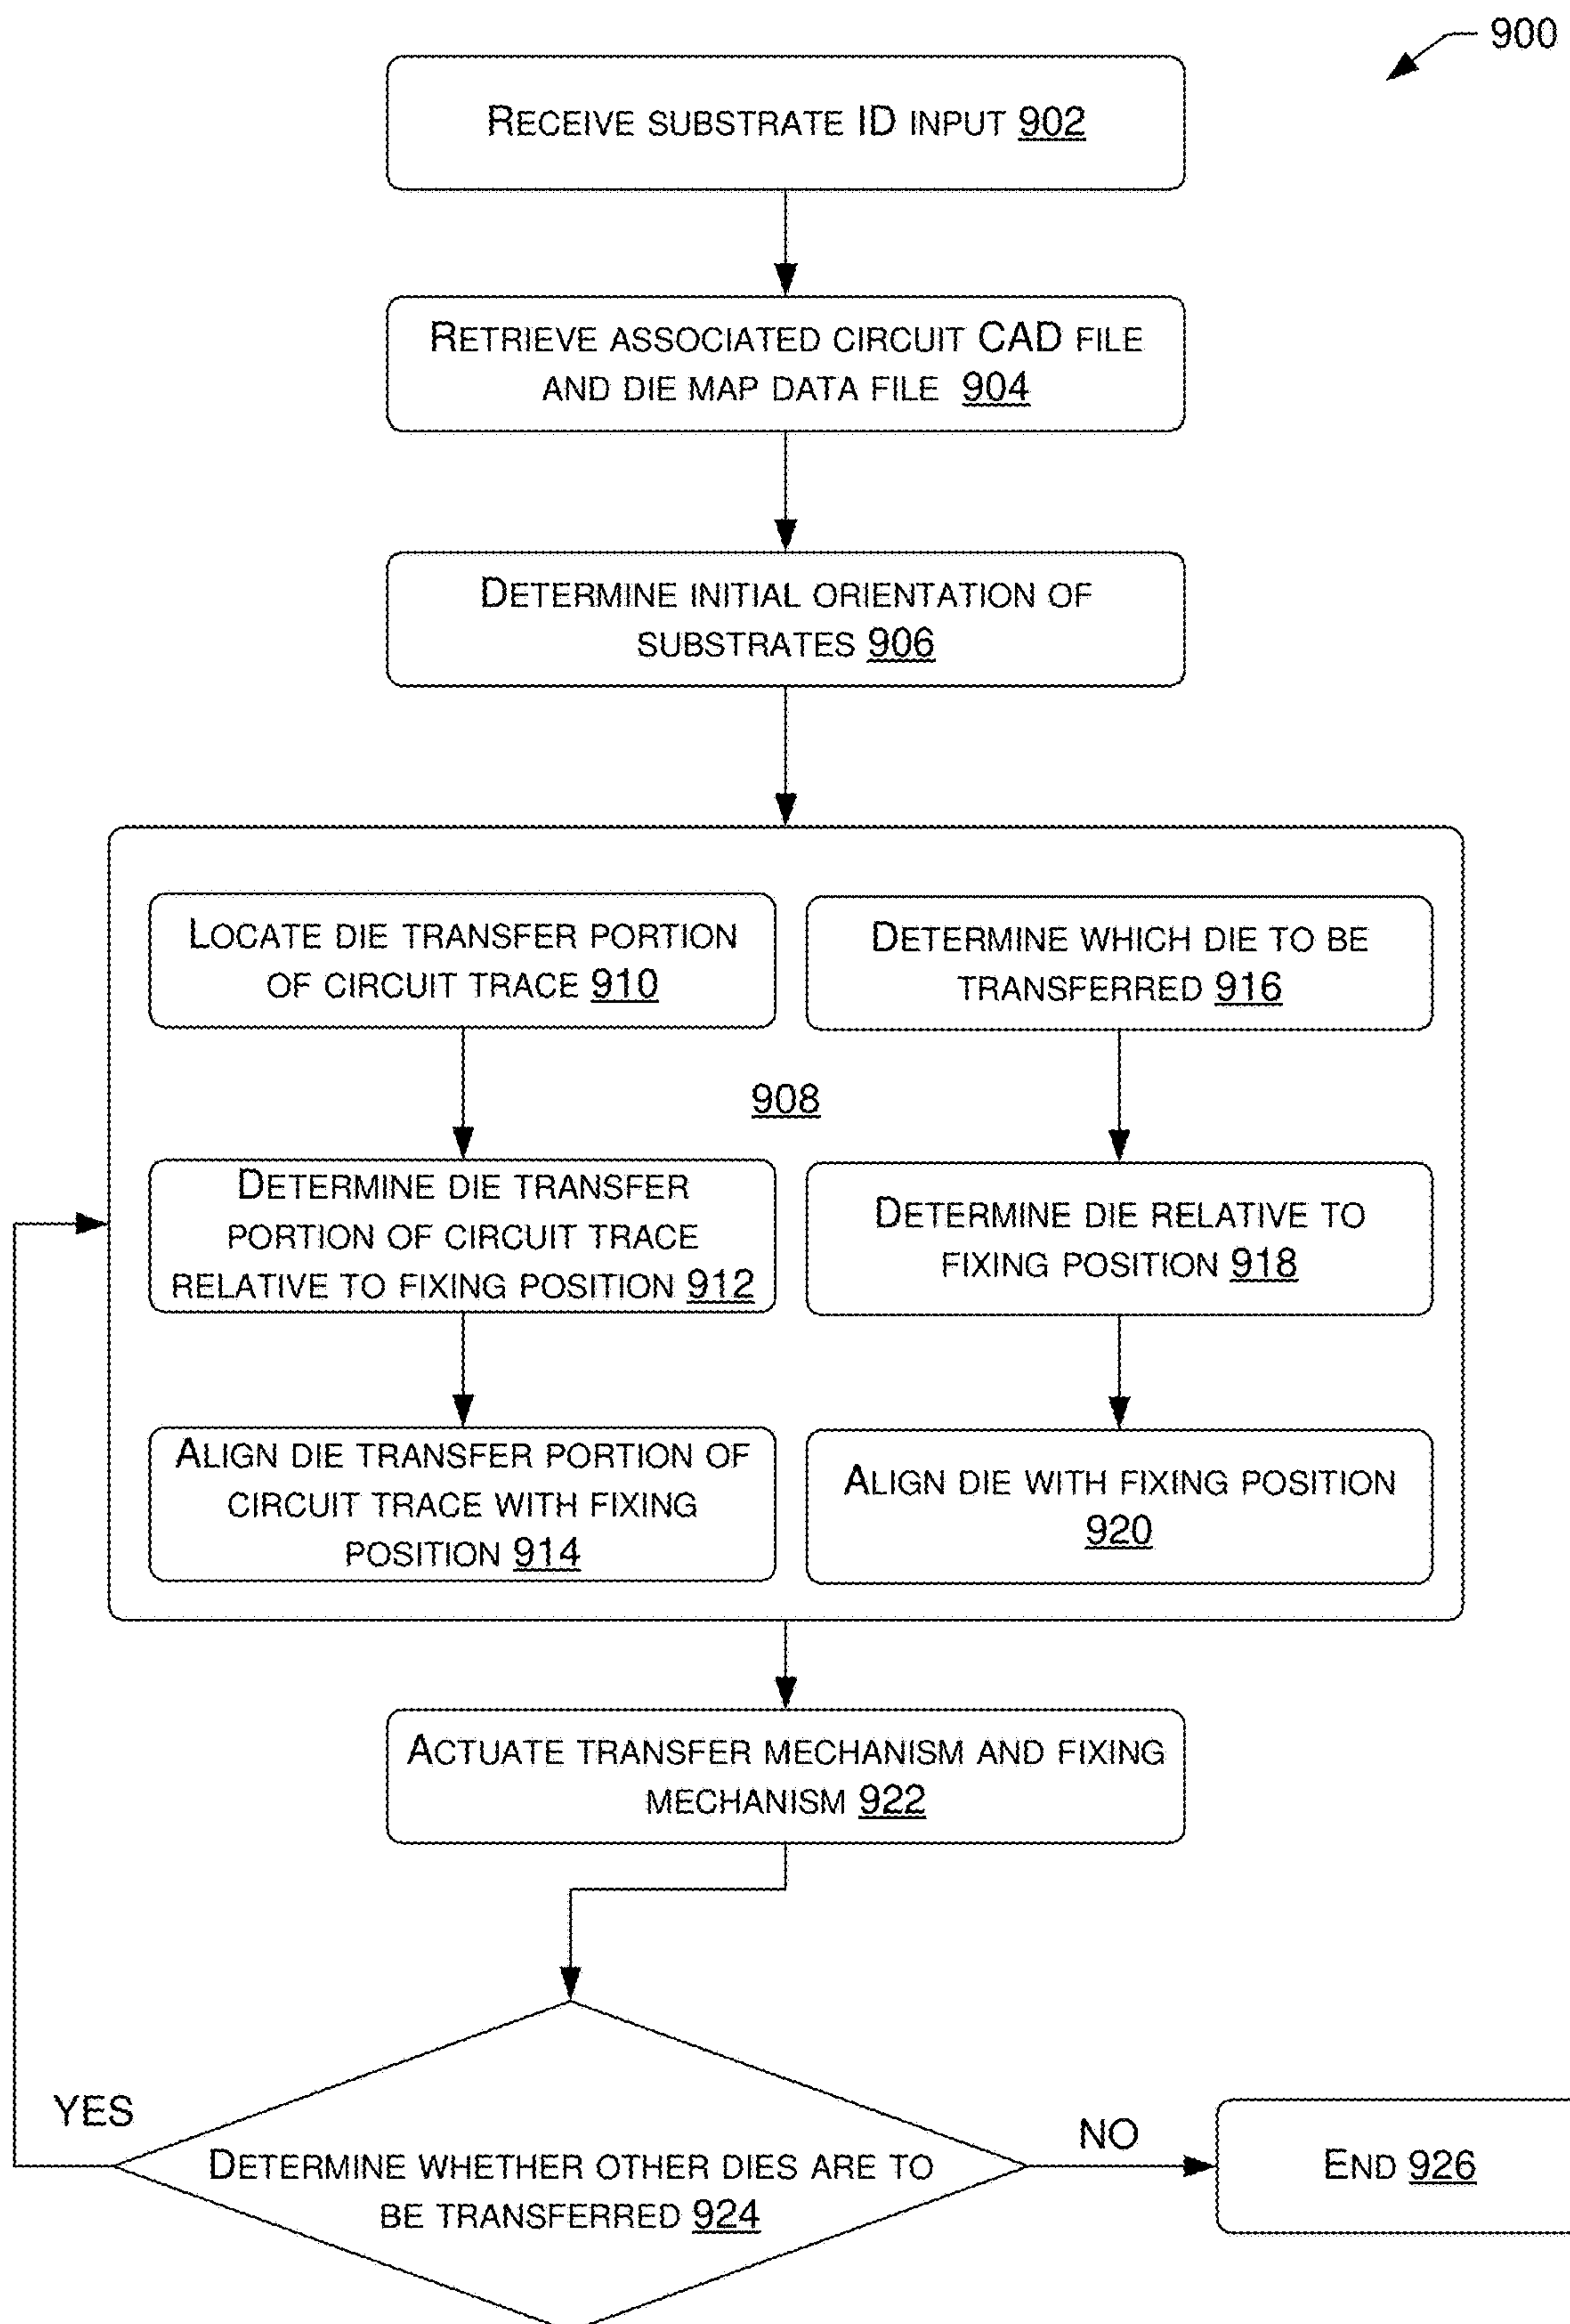 900
RECEIVE SUBSTRATE ID INPUT 902
RETRIEVE ASSOCIATED CIRCUIT CAD FILE
AND DIE MAP DATA FILE 904
DETERMINE INITIAL ORIENTATION OF
SUBSTRATES 906
LOCATE DIE TRANSFER PORTION
OF CIRCUIT TRACE 910
DETERMINE WHICH DIE TO BE
TRANSFERRED 916
908
DETERMINE DIE TRANSFER
PORTION OF CIRCUIT TRACE
RELATIVE TO FIXING POSITION 912
DETERMINE DIE RELATIVE TO
FIXING POSITION 918
ALIGN DIE TRANSFER PORTION OF
CIRCUIT TRACE WITH FIXING
POSITION 914
ALIGN DIE WITH FIXING POSITION
920
ACTUATE TRANSFER MECHANISM AND FIXING
MECHANISM 922
YES
DETERMINE WHETHER OTHER DIES ARE TO
BE TRANSFERRED 924
NO
END 926